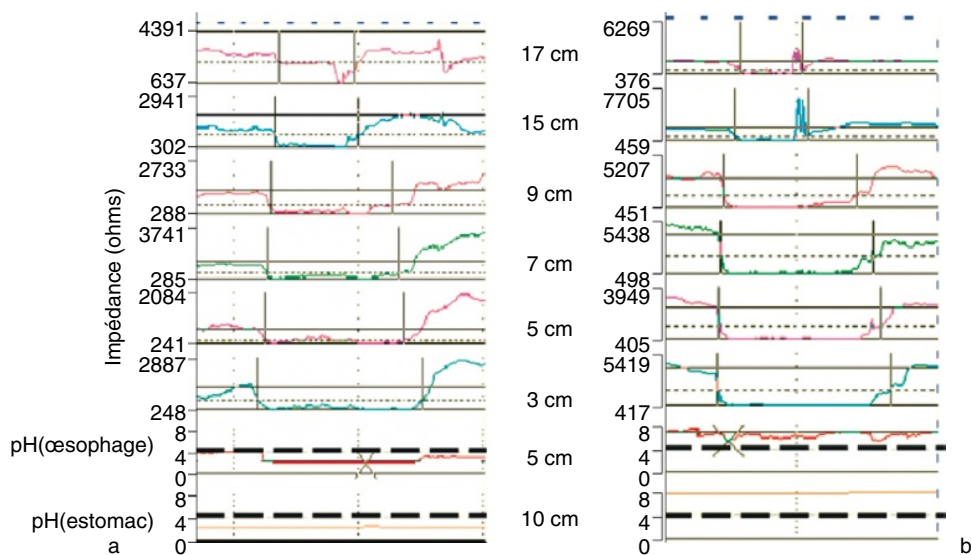 4391
637
2941
302
2733
288
3741
285
2084
241
2887
248
8
4
0
8
4
0
Impédance (ohms)
pH(œsophage)
pH(estomac)
a
17 cm
15 cm
9 cm
7 cm
5 cm
3 cm
5 cm
10 cm
6269
376
7705
459
5207
451
5438
498
3949
405
5419
417
8
4
0
8
4
0
b